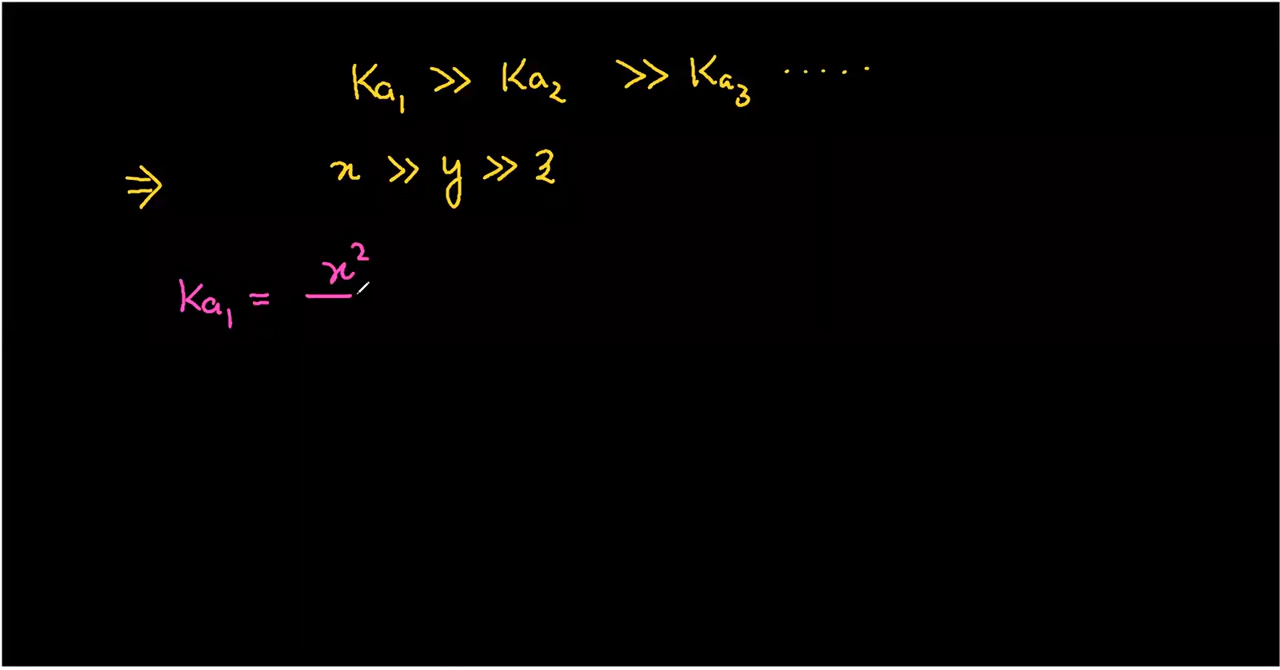 Ka₁ >> Ka₂ >> Ka₃ ......
⇒ x >> y >> z
Ka₁ = x²